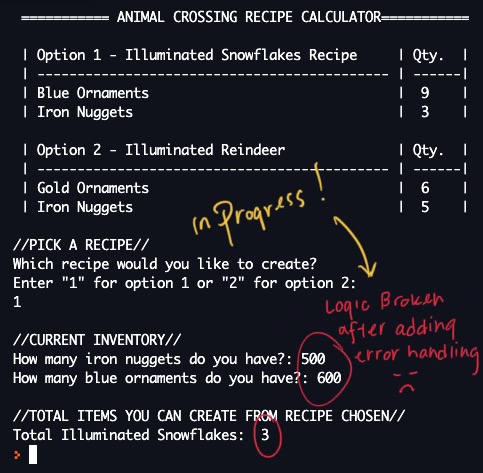 =========== ANIMAL CROSSING RECIPE CALCULATOR===========
| Option 1 - Illuminated Snowflakes Recipe | Qty. |
| ---------------------------------------- | ------|
| Blue Ornaments | 9 |
| Iron Nuggets | 3 |
| Option 2 - Illuminated Reindeer | Qty. |
| ---------------------------------------- | ------|
| Gold Ornaments | 6 |
| Iron Nuggets | 5 |
in Progress!
//PICK A RECIPE//
Which recipe would you like to create?
Enter "1" for option 1 or "2" for option 2:
1
Logic Broken
after adding
error handling
//CURRENT INVENTORY//
How many iron nuggets do you have?: 500
How many blue ornaments do you have?: 600
//TOTAL ITEMS YOU CAN CREATE FROM RECIPE CHOSEN//
Total Illuminated Snowflakes: 3
>